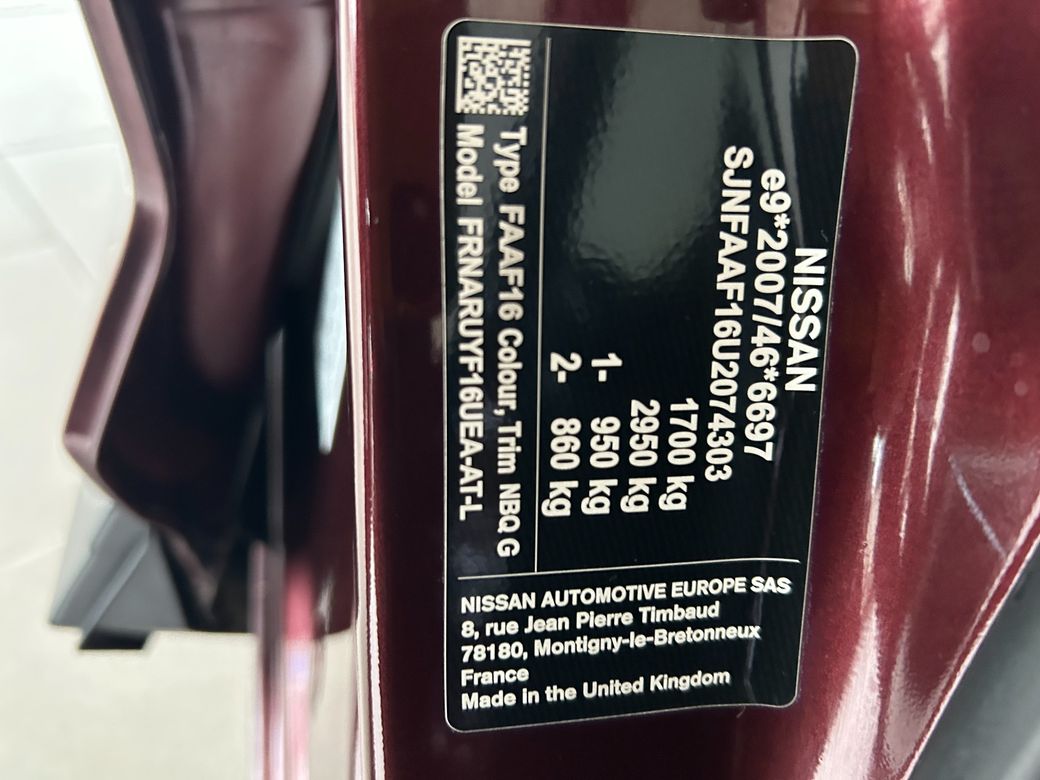 NISSAN
e9*2007/46*6697
SJNFAAF16U2074303
1700 kg
2950 kg
1- 950 kg
2- 860 kg
Type FAAF16 Colour, Trim NBQ G
Model FRNARUYF16UEA-AT-L
NISSAN AUTOMOTIVE EUROPE SAS
8, rue Jean Pierre Timbaud
78180, Montigny-le-Bretonneux
France
Made in the United Kingdom